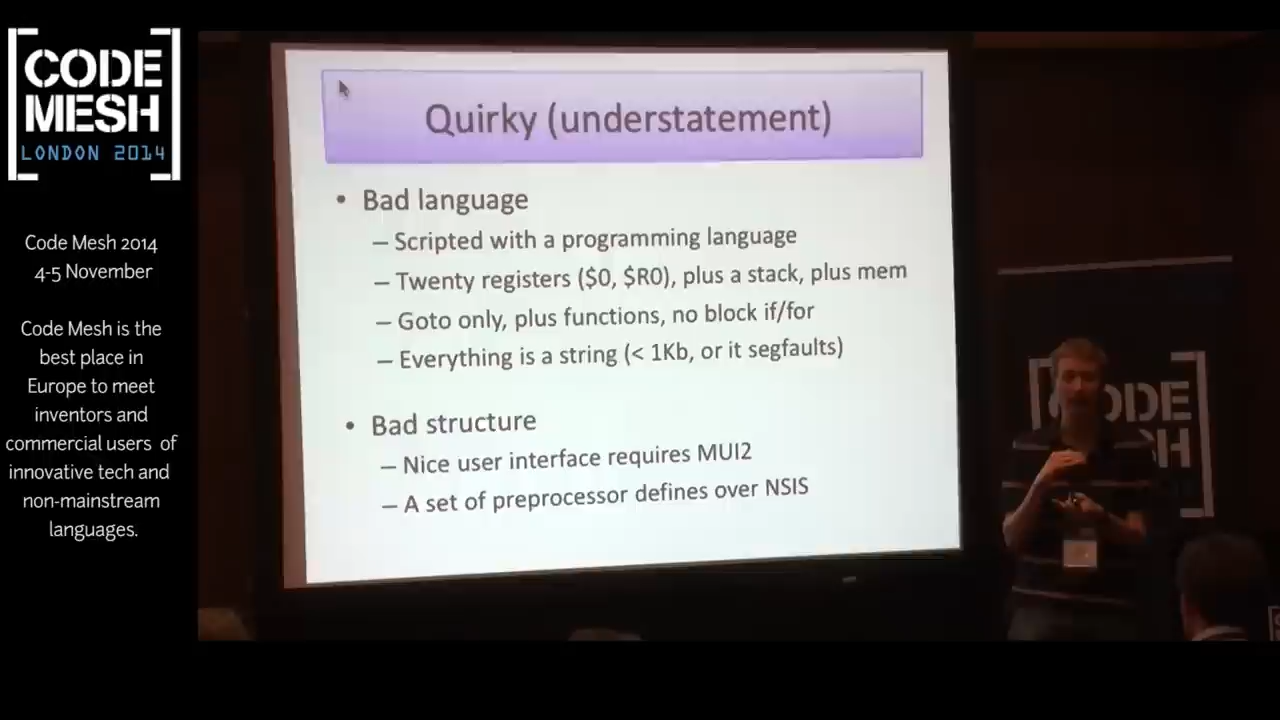 [CODE
MESH]
LONDON 2014
Code Mesh 2014
4-5 November
Code Mesh is the
best place in
Europe to meet
inventors and
commercial users of
innovative tech and
non-mainstream
languages.
Quirky (understatement)
• Bad language
– Scripted with a programming language
– Twenty registers ($0, $R0), plus a stack, plus mem
– Goto only, plus functions, no block if/for
– Everything is a string (< 1Kb, or it segfaults)
• Bad structure
– Nice user interface requires MUI2
– A set of preprocessor defines over NSIS
CODE
SH